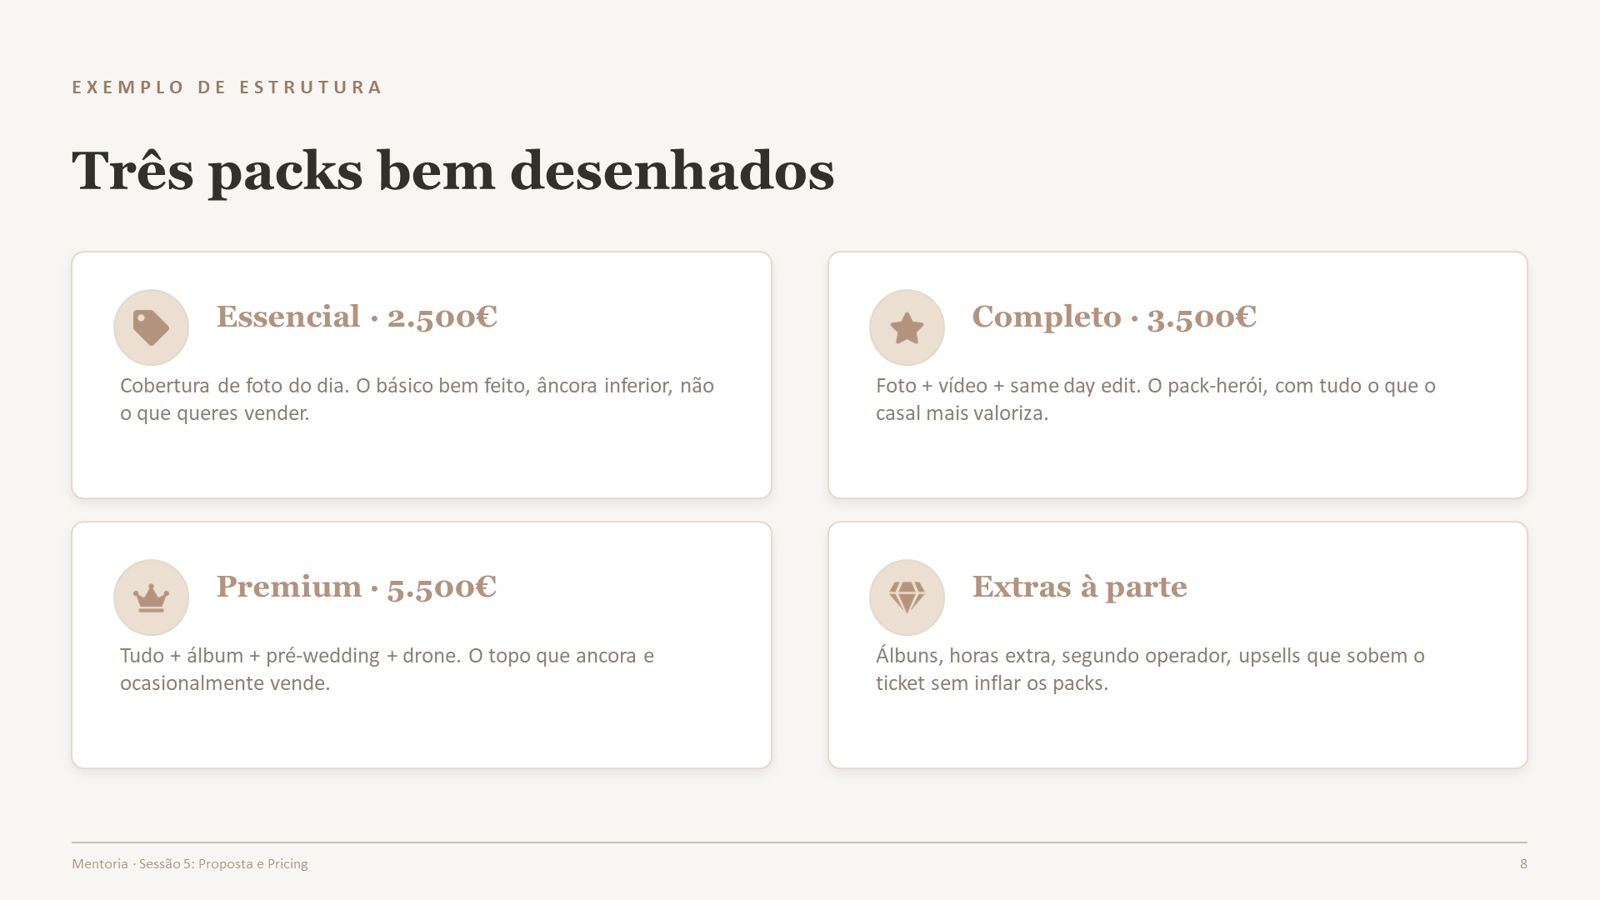 EXEMPLO DE ESTRUTURA
Três packs bem desenhados
Essencial · 2.500€
Cobertura de foto do dia. O básico bem feito, âncora inferior, não
o que queres vender.
Completo · 3.500€
Foto + vídeo + same day edit. O pack-herói, com tudo o que o
casal mais valoriza.
Premium · 5.500€
Tudo + álbum + pré-wedding + drone. O topo que ancora e
ocasionalmente vende.
Extras à parte
Álbuns, horas extra, segundo operador, upsells que sobem o
ticket sem inflar os packs.
Mentoria · Sessão 5: Proposta e Pricing
8